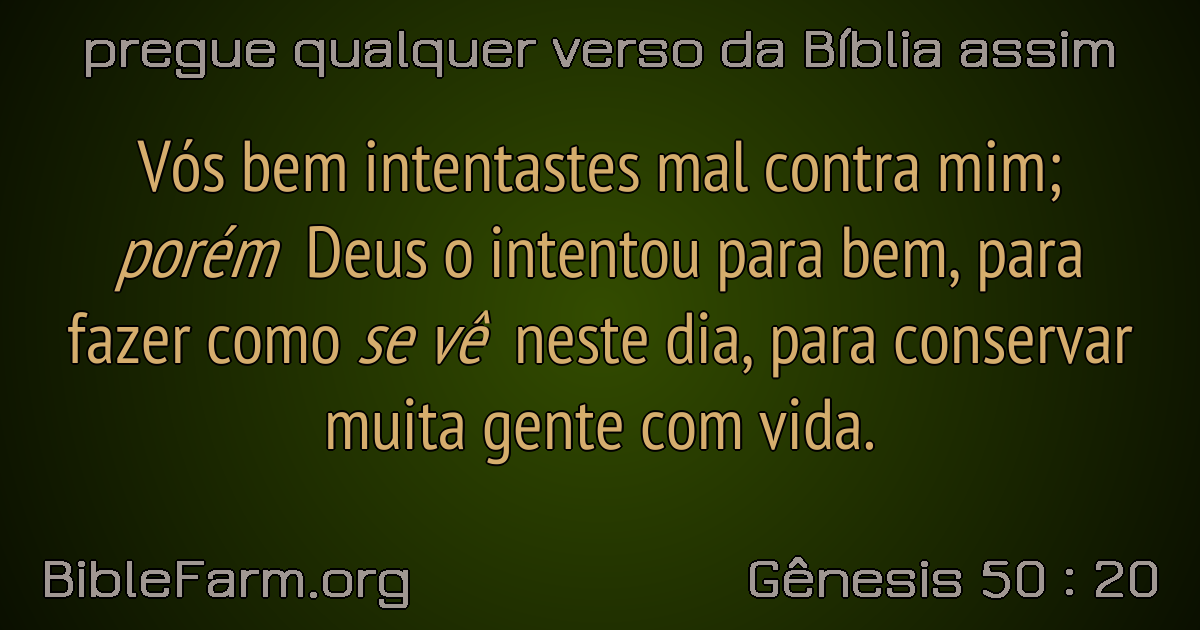 pregue qualquer verso da Bíblia assim
Vós bem intentastes mal contra mim;
porém Deus o intentou para bem, para
fazer como se vê neste dia, para conservar
muita gente com vida.
BibleFarm.org
Gênesis 50 : 20